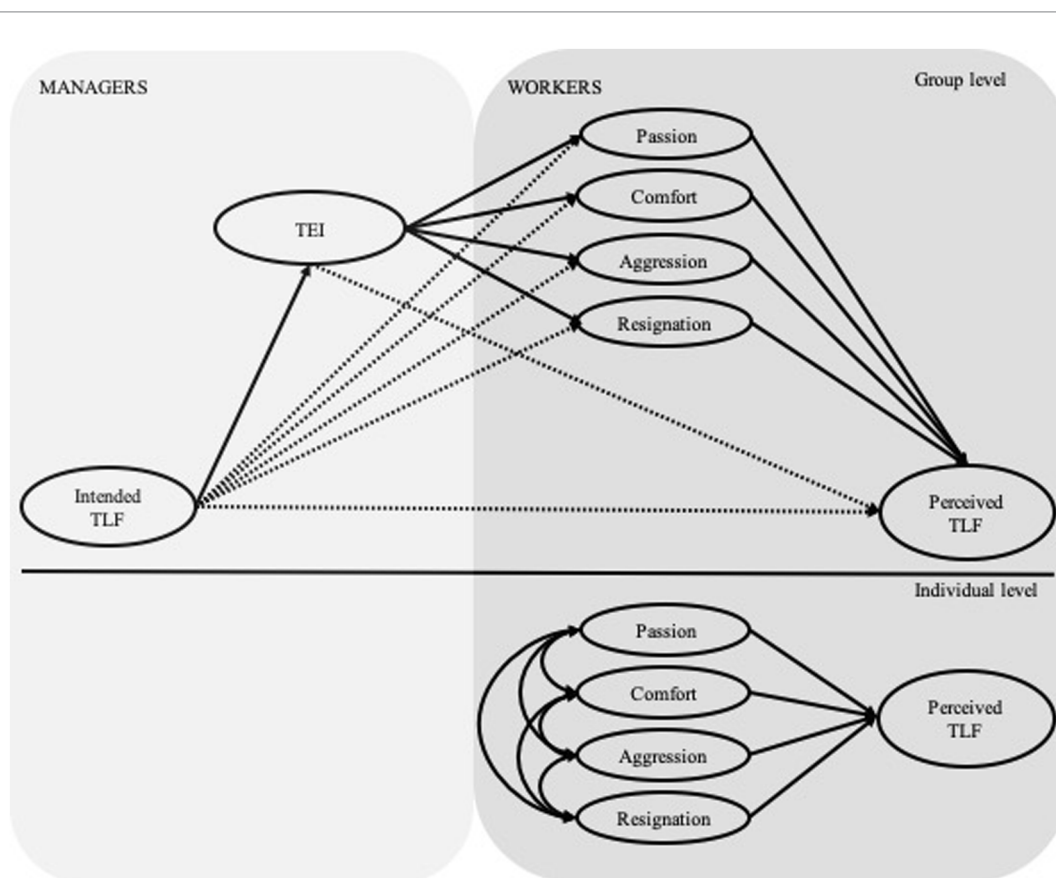 MANAGERS
WORKERS
Group level
Passion
Comfort
TEI
Aggression
Resignation
Intended
TLF
Perceived
TLF
Individual level
Passion
Comfort
Perceived
TLF
Aggression
Resignation